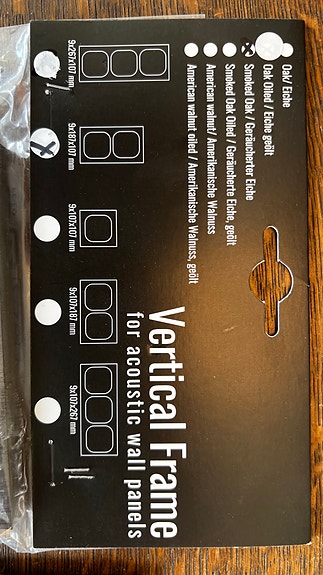 Vertical Frame
for acoustic wall panels
Oak/ Eiche
Oak Oiled / Eiche geölt
Smoked Oak / Geräucherter Eiche
Smoked Oak Oiled / Geräucherte Eiche, geölt
American walnut/ Amerikanische Walnuss
American walnut oiled / Amerikanische Walnuss, geölt
9x267x107 mm
9x187x107 mm
9x107x107 mm
9x107x187 mm
9x107x267 mm